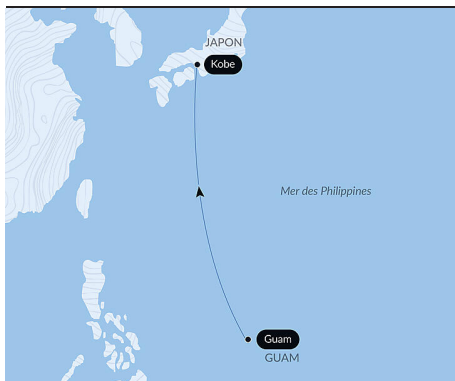 JAPON
Kobe
Mer des Philippines
Guam
GUAM